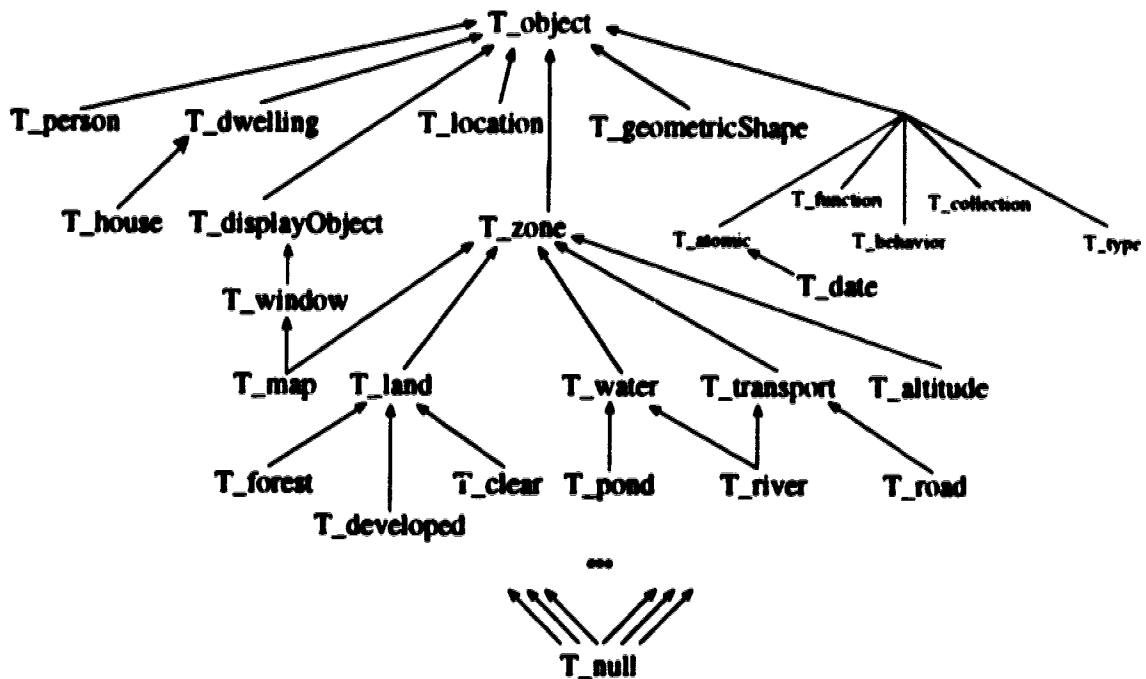 T_object
T_person T_dwelling T_location T_geometricShape
T_function T_collection
T_house T_displayObject T_zone T_atomic T_behavior T_type
T_window T_date
T_map T_land T_water T_transport T_altitude
T_forest T_clear T_pond T_river T_road
T_developed
...
T_null